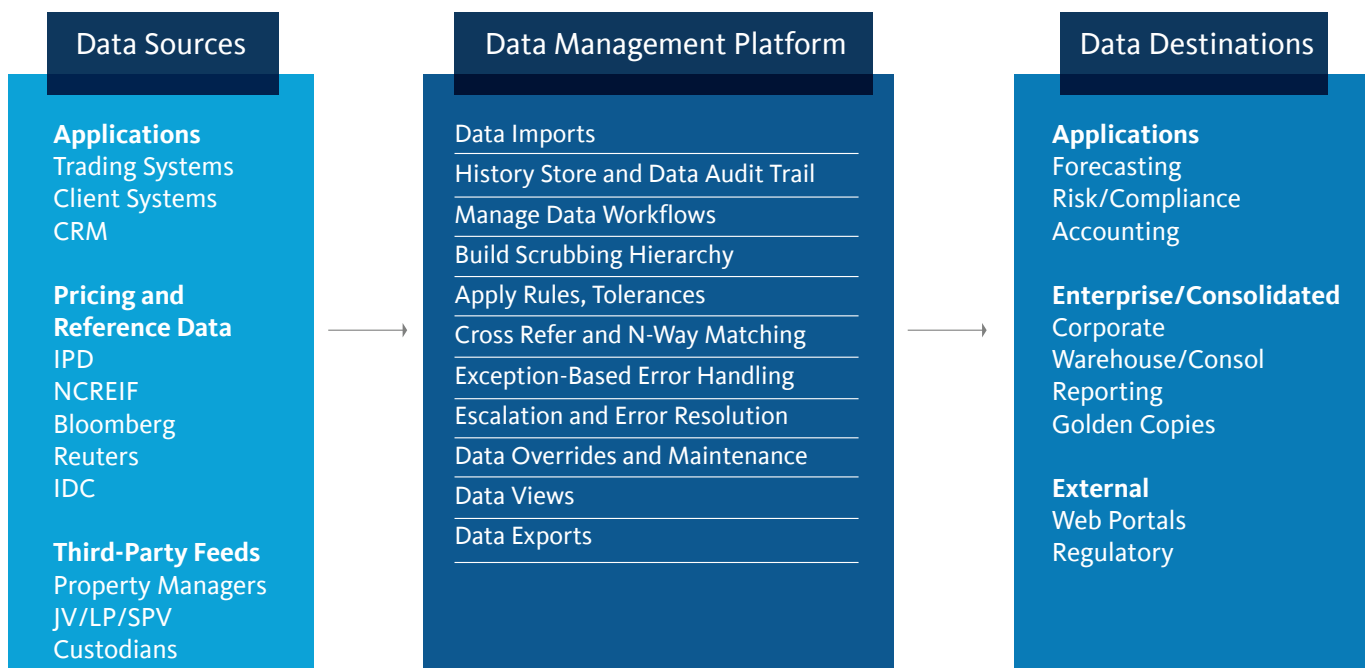 Data Sources
Applications
Trading Systems
Client Systems
CRM
Pricing and
Reference Data
IPD
NCREIF
Bloomberg
Reuters
IDC
Third-Party Feeds
Property Managers
JV/LP/SPV
Custodians
Data Management Platform
Data Imports
History Store and Data Audit Trail
Manage Data Workflows
Build Scrubbing Hierarchy
Apply Rules, Tolerances
Cross Refer and N-Way Matching
Exception-Based Error Handling
Escalation and Error Resolution
Data Overrides and Maintenance
Data Views
Data Exports
Data Destinations
Applications
Forecasting
Risk/Compliance
Accounting
Enterprise/Consolidated
Corporate
Warehouse/Consol
Reporting
Golden Copies
External
Web Portals
Regulatory